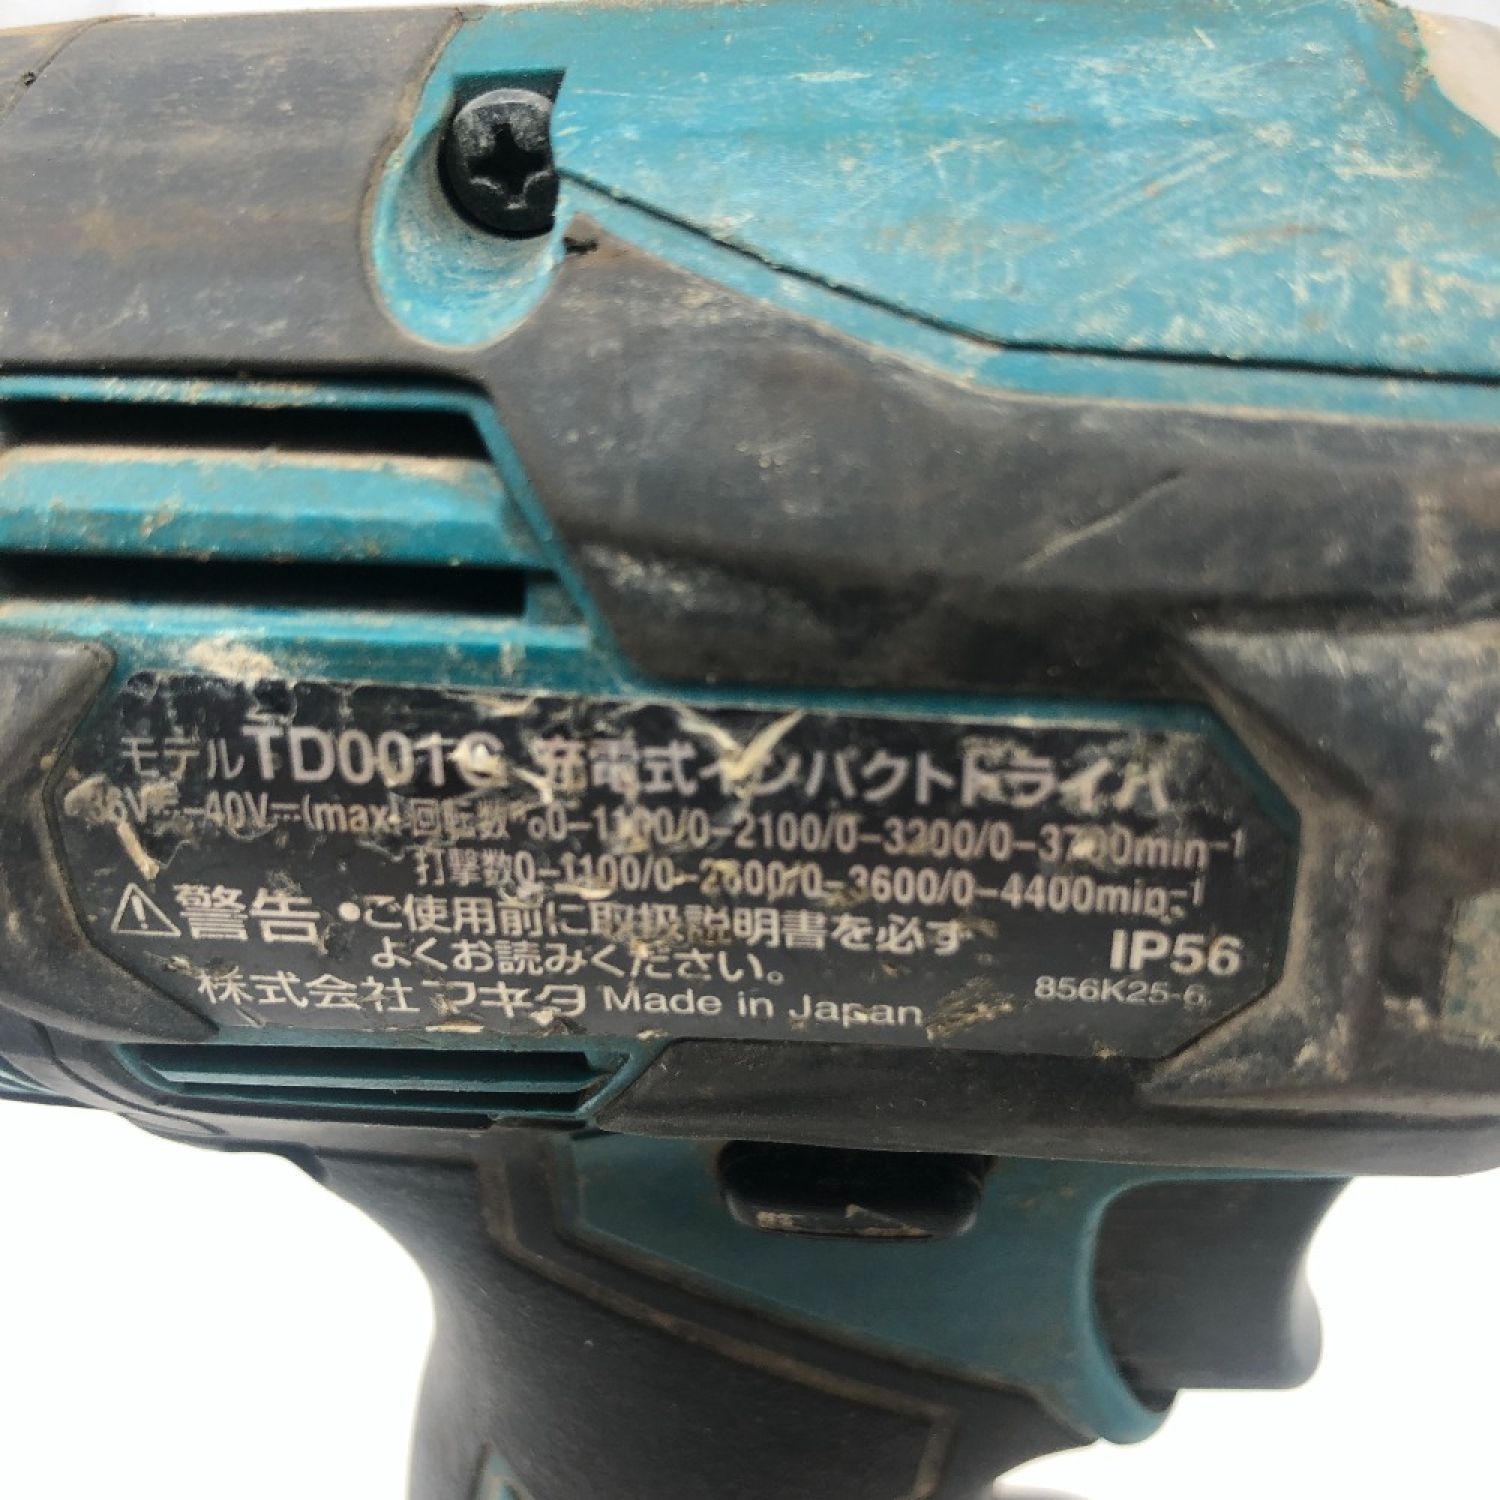 モデルTD001G 充電式インパクトドライバ
36V⎓-40V⎓(max) 回転数 0-1100/0-2100/0-3200/0-3700min-1
打撃数0-1100/0-2600/0-3600/0-4400min-1
⚠警告 •ご使用前に取扱説明書を必ず
よくお読みください。
IP56
株式会社マキタ Made in Japan
856K25-6